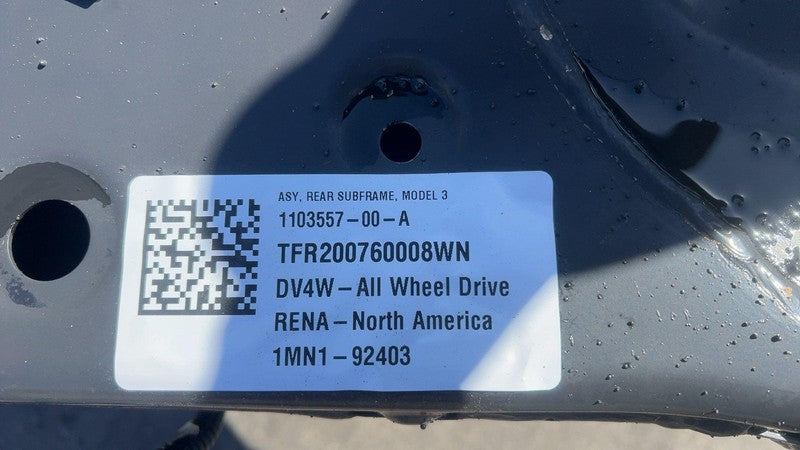 ASY, REAR SUBFRAME, MODEL 3
1103557-00-A
TFR200760008WN
DV4W-All Wheel Drive
RENA-North America
1MN1-92403